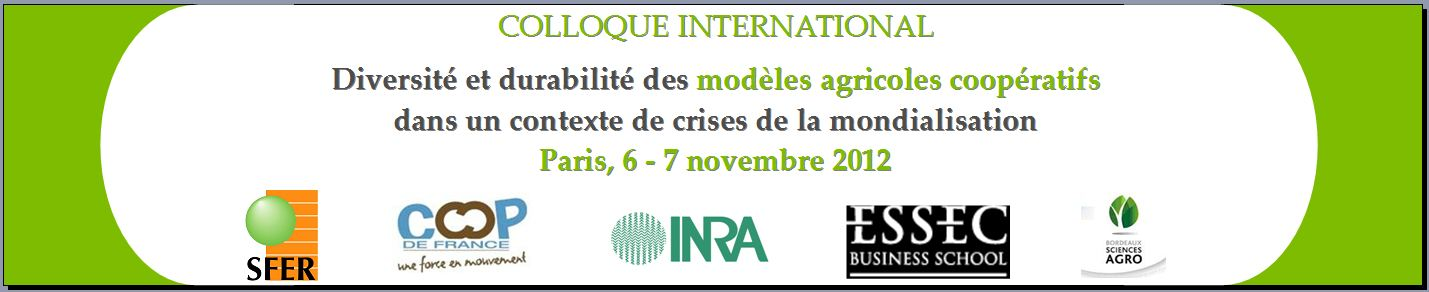 COLLOQUE INTERNATIONAL
Diversité et durabilité des modèles agricoles coopératifs
dans un contexte de crises de la mondialisation
Paris, 6 - 7 novembre 2012
SFER
COOP
DE FRANCE
une force en mouvement
INRA
ESSEC
BUSINESS SCHOOL
BORDEAUX
SCIENCES
AGRO